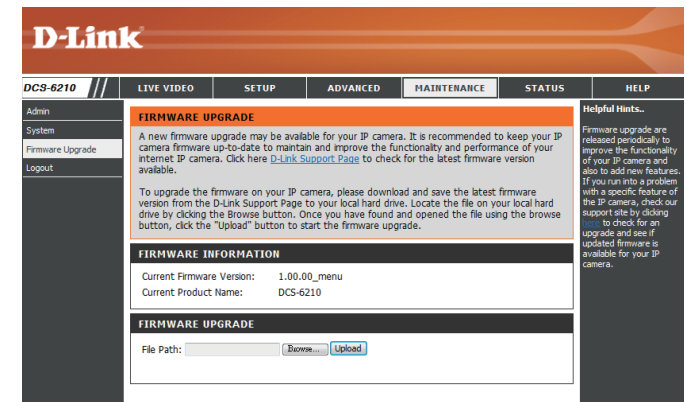 D-Link
DCS-6210
LIVE VIDEO
SETUP
ADVANCED
MAINTENANCE
STATUS
HELP
Admin
System
Firmware Upgrade
Logout
FIRMWARE UPGRADE
A new firmware upgrade may be available for your IP camera. It is recommended to keep your IP
camera firmware up-to-date to maintain and improve the functionality and performance of your
internet IP camera. Click here D-Link Support Page to check for the latest firmware version
available.
To upgrade the firmware on your IP camera, please download and save the latest firmware
version from the D-Link Support Page to your local hard drive. Locate the file on your local hard
drive by clicking the Browse button. Once you have found and opened the file using the browse
button, click the "Upload" button to start the firmware upgrade.
FIRMWARE INFORMATION
Current Firmware Version: 1.00.00_menu
Current Product Name: DCS-6210
FIRMWARE UPGRADE
File Path: Browse... Upload
Helpful Hints..
Firmware upgrade are
released periodically to
improve the functionality
of your IP camera and
also to add new features.
If you run into a problem
with a specific feature of
the IP camera, check our
support site by clicking
here to check for an
upgrade and see if
updated firmware is
available for your IP
camera.